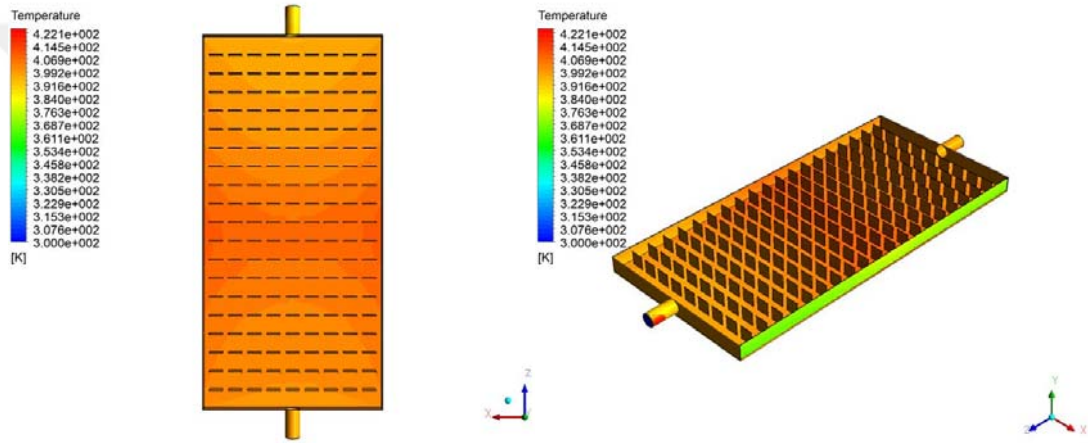 Temperature
4.221e+002
4.145e+002
4.069e+002
3.992e+002
3.916e+002
3.840e+002
3.763e+002
3.687e+002
3.611e+002
3.534e+002
3.458e+002
3.382e+002
3.305e+002
3.229e+002
3.153e+002
3.076e+002
3.000e+002
[K]
Z
X
Y
Temperature
4.221e+002
4.145e+002
4.069e+002
3.992e+002
3.916e+002
3.840e+002
3.763e+002
3.687e+002
3.611e+002
3.534e+002
3.458e+002
3.382e+002
3.305e+002
3.229e+002
3.153e+002
3.076e+002
3.000e+002
[K]
Y
Z
X